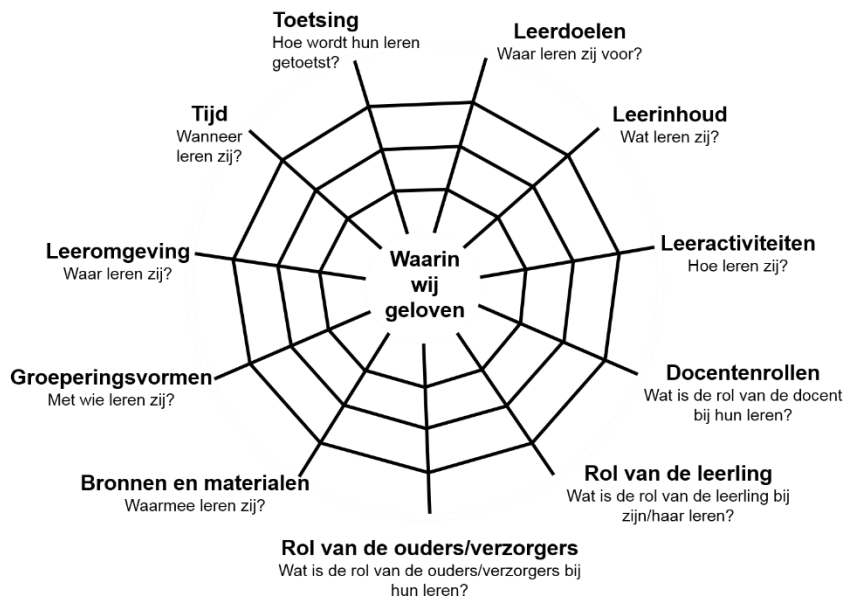 Toetsing
Hoe wordt hun leren
getoetst?
Leerdoelen
Waar leren zij voor?
Tijd
Wanneer
leren zij?
Leerinhoud
Wat leren zij?
Leeromgeving
Waar leren zij?
Waarin
wij
geloven
Leeractiviteiten
Hoe leren zij?
Groeperingsvormen
Met wie leren zij?
Docentenrollen
Wat is de rol van de docent
bij hun leren?
Bronnen en materialen
Waarmee leren zij?
Rol van de leerling
Wat is de rol van de leerling bij
zijn/haar leren?
Rol van de ouders/verzorgers
Wat is de rol van de ouders/verzorgers bij
hun leren?